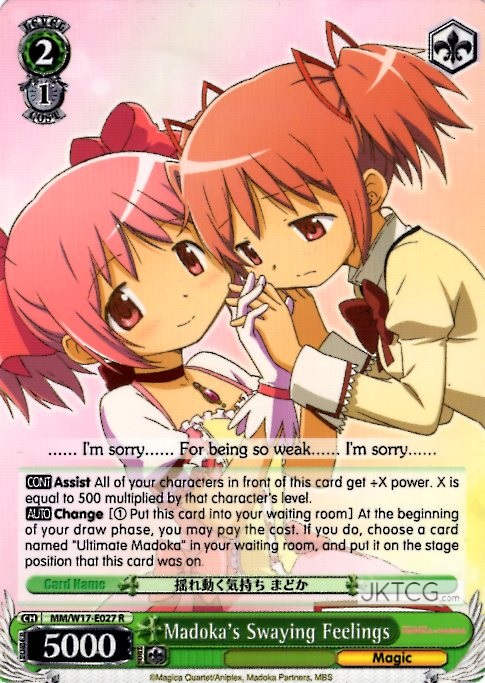 LEVEL
2
1
COST
...... I'm sorry...... For being so weak...... I'm sorry......
CONT Assist All of your characters in front of this card get +X power. X is
equal to 500 multiplied by that character's level.
AUTO Change [① Put this card into your waiting room] At the beginning
of your draw phase, you may pay the cost. If you do, choose a card
named "Ultimate Madoka" in your waiting room, and put it on the stage
position that this card was on.
Card Name 揺れ動く気持ち まどか
JKTCG.com
CH MM/W17-E027 R
5000
Madoka's Swaying Feelings
Magic
©Magica Quartet/Aniplex, Madoka Partners, MBS